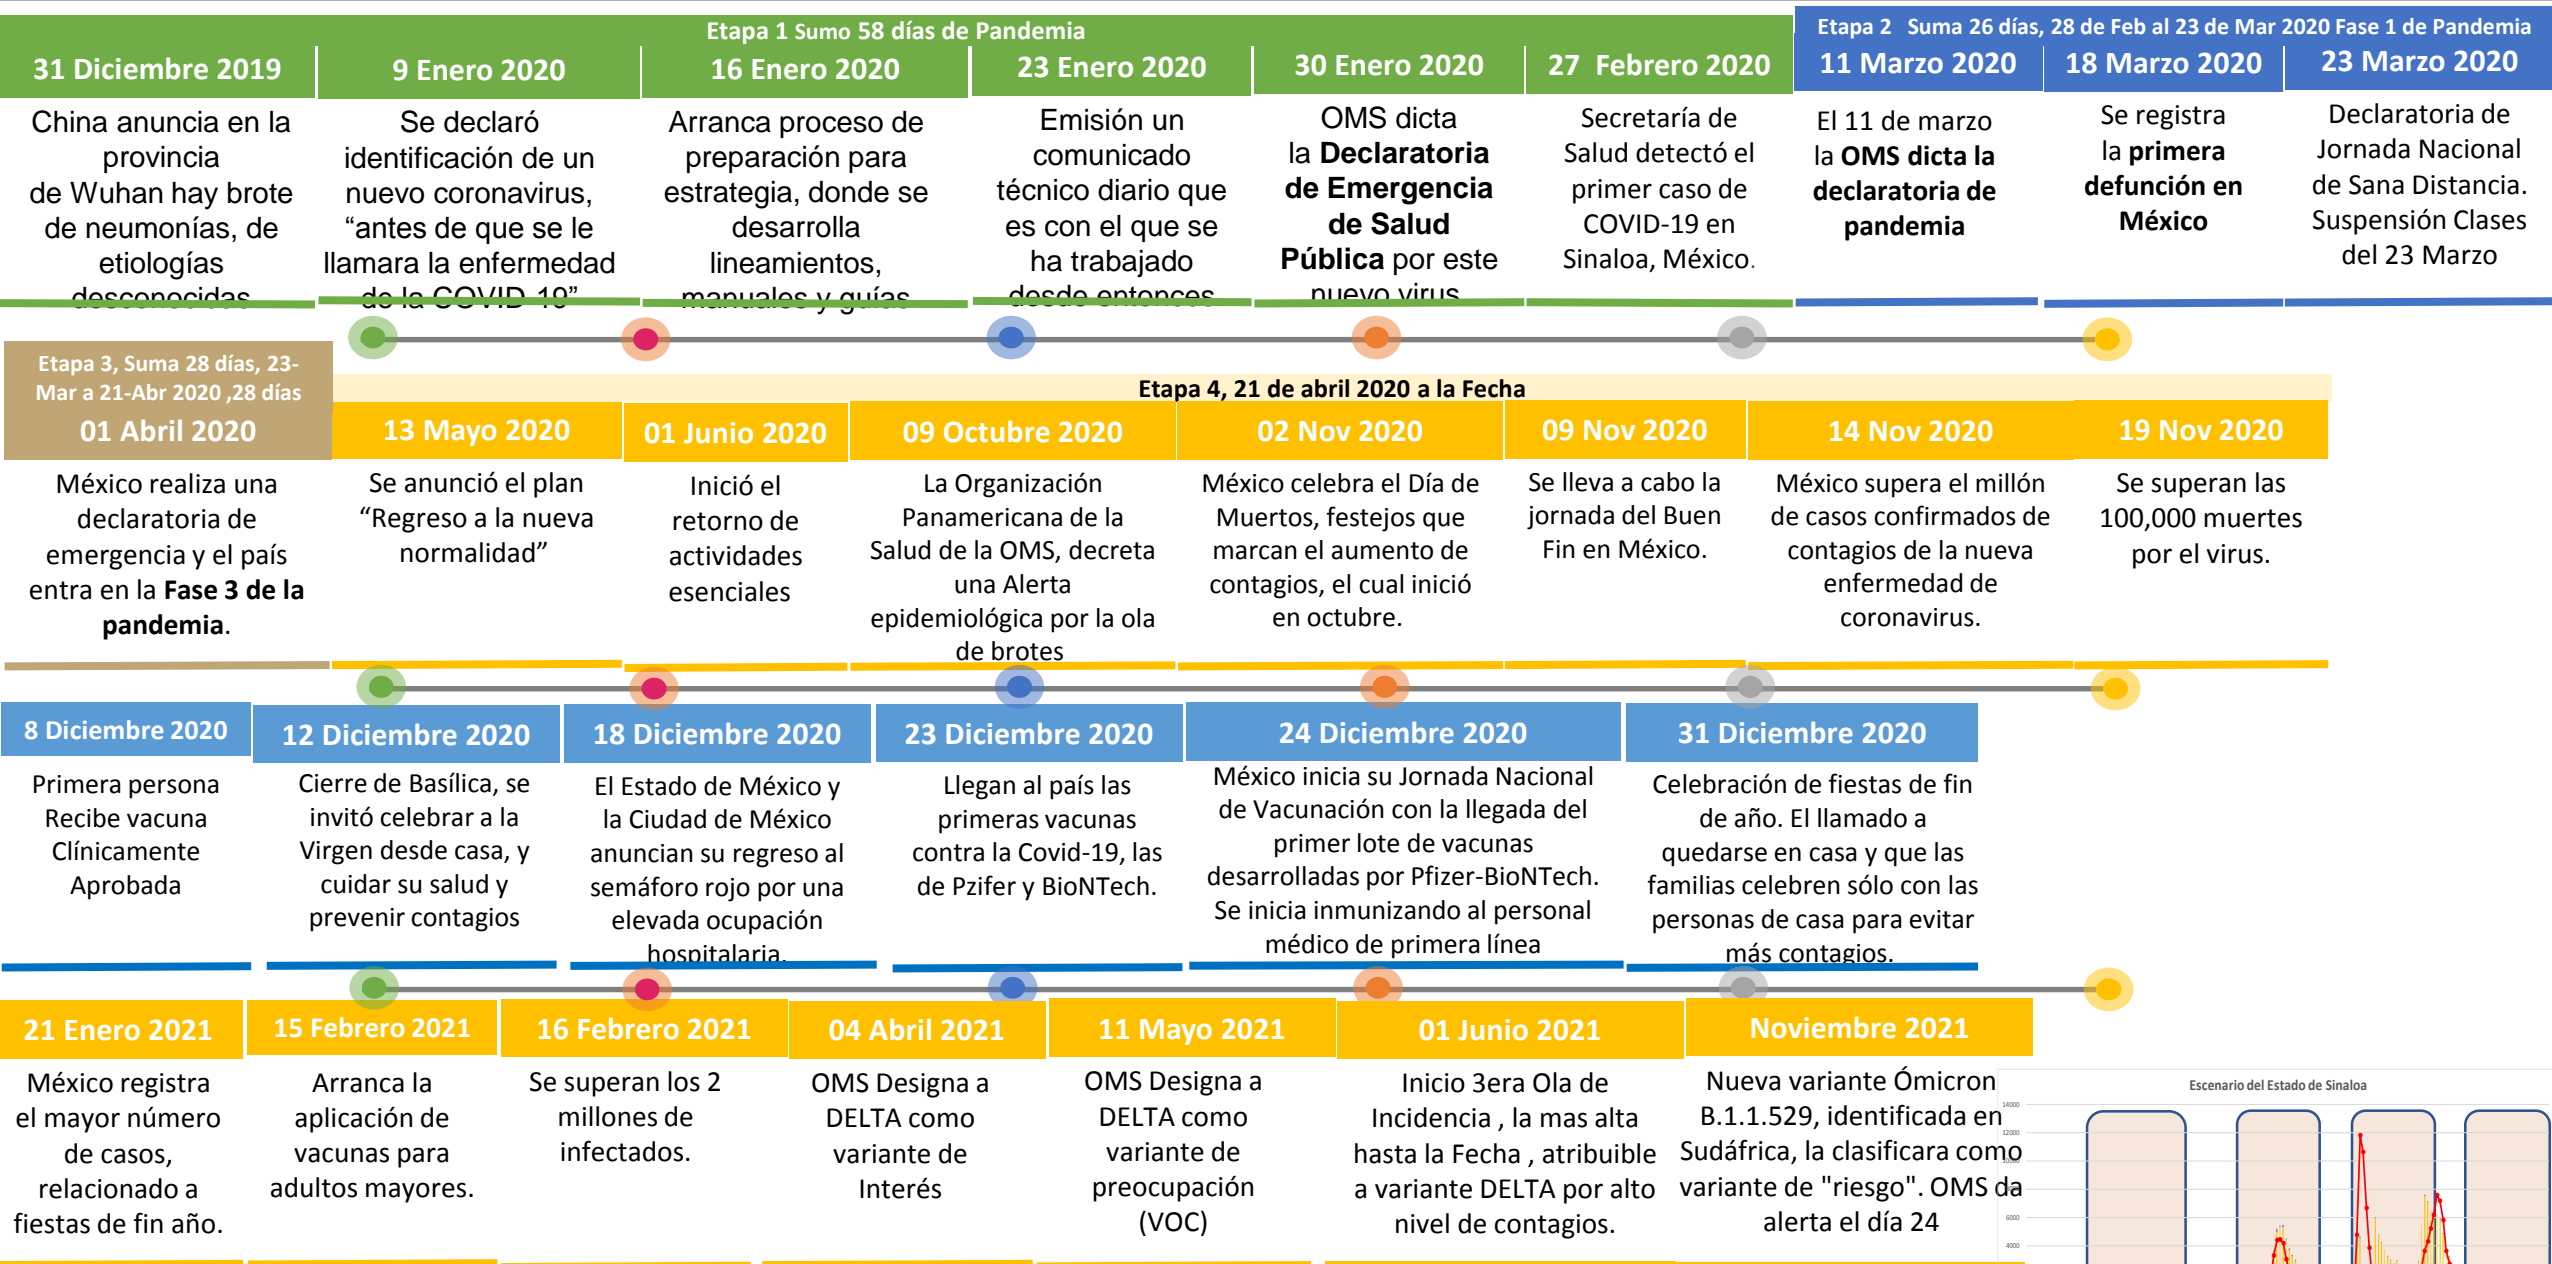 Etapa 1 Sumo 58 días de Pandemia
Etapa 2 Suma 26 días, 28 de Feb al 23 de Mar 2020 Fase 1 de Pandemia
31 Diciembre 2019
China anuncia en la
provincia
de Wuhan hay brote
de neumonías, de
etiologías
desconocidas
9 Enero 2020
Se declaró
identificación de un
nuevo coronavirus,
“antes de que se le
llamara la enfermedad
de la COVID-19”
16 Enero 2020
Arranca proceso de
preparación para
estrategia, donde se
desarrolla
lineamientos,
manuales y guías
23 Enero 2020
Emisión un
comunicado
técnico diario que
es con el que se
ha trabajado
desde entonces
30 Enero 2020
OMS dicta
la Declaratoria
de Emergencia
de Salud
Pública por este
nuevo virus
27 Febrero 2020
Secretaría de
Salud detectó el
primer caso de
COVID-19 en
Sinaloa, México.
11 Marzo 2020
El 11 de marzo
la OMS dicta la
declaratoria de
pandemia
18 Marzo 2020
Se registra
la primera
defunción en
México
23 Marzo 2020
Declaratoria de
Jornada Nacional
de Sana Distancia.
Suspensión Clases
del 23 Marzo
Etapa 3, Suma 28 días, 23-
Mar a 21-Abr 2020 ,28 días
Etapa 4, 21 de abril 2020 a la Fecha
01 Abril 2020
México realiza una
declaratoria de
emergencia y el país
entra en la Fase 3 de la
pandemia.
13 Mayo 2020
Se anunció el plan
“Regreso a la nueva
normalidad”
01 Junio 2020
Inició el
retorno de
actividades
esenciales
09 Octubre 2020
La Organización
Panamericana de la
Salud de la OMS, decreta
una Alerta
epidemiológica por la ola
de brotes
02 Nov 2020
México celebra el Día de
Muertos, festejos que
marcan el aumento de
contagios, el cual inició
en octubre.
09 Nov 2020
Se lleva a cabo la
jornada del Buen
Fin en México.
14 Nov 2020
México supera el millón
de casos confirmados de
contagios de la nueva
enfermedad de
coronavirus.
19 Nov 2020
Se superan las
100,000 muertes
por el virus.
8 Diciembre 2020
Primera persona
Recibe vacuna
Clínicamente
Aprobada
12 Diciembre 2020
Cierre de Basílica, se
invitó celebrar a la
Virgen desde casa, y
cuidar su salud y
prevenir contagios
18 Diciembre 2020
El Estado de México y
la Ciudad de México
anuncian su regreso al
semáforo rojo por una
elevada ocupación
hospitalaria.
23 Diciembre 2020
Llegan al país las
primeras vacunas
contra la Covid-19, las
de Pzifer y BioNTech.
24 Diciembre 2020
México inicia su Jornada Nacional
de Vacunación con la llegada del
primer lote de vacunas
desarrolladas por Pfizer-BioNTech.
Se inicia inmunizando al personal
médico de primera línea
31 Diciembre 2020
Celebración de fiestas de fin
de año. El llamado a
quedarse en casa y que las
familias celebren sólo con las
personas de casa para evitar
más contagios.
21 Enero 2021
México registra
el mayor número
de casos,
relacionado a
fiestas de fin año.
15 Febrero 2021
Arranca la
aplicación de
vacunas para
adultos mayores.
16 Febrero 2021
Se superan los 2
millones de
infectados.
04 Abril 2021
OMS Designa a
DELTA como
variante de
Interés
11 Mayo 2021
OMS Designa a
DELTA como
variante de
preocupación
(VOC)
01 Junio 2021
Inicio 3era Ola de
Incidencia , la mas alta
hasta la Fecha , atribuible
a variante DELTA por alto
nivel de contagios.
Noviembre 2021
Nueva variante Ómicron
B.1.1.529, identificada en
Sudáfrica, la clasificara como
variante de "riesgo". OMS da
alerta el día 24
Escenario del Estado de Sinaloa
14000
12000
6000
4000